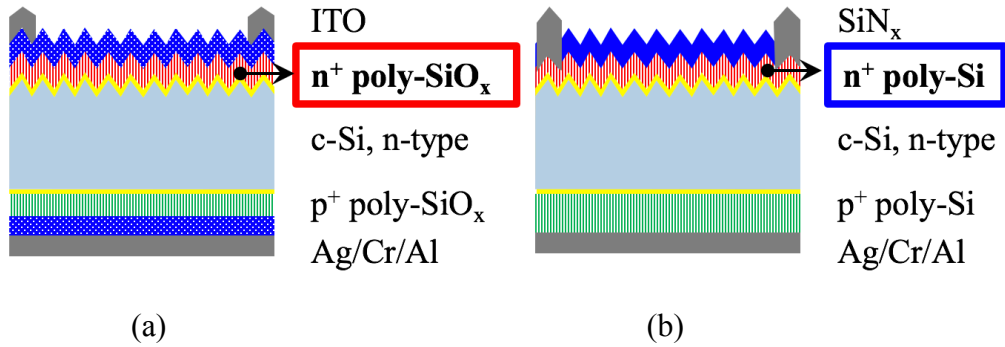 ITO
n⁺ poly-SiOₓ
c-Si, n-type
p⁺ poly-SiOₓ
Ag/Cr/Al
(a)
SiNₓ
n⁺ poly-Si
c-Si, n-type
p⁺ poly-Si
Ag/Cr/Al
(b)